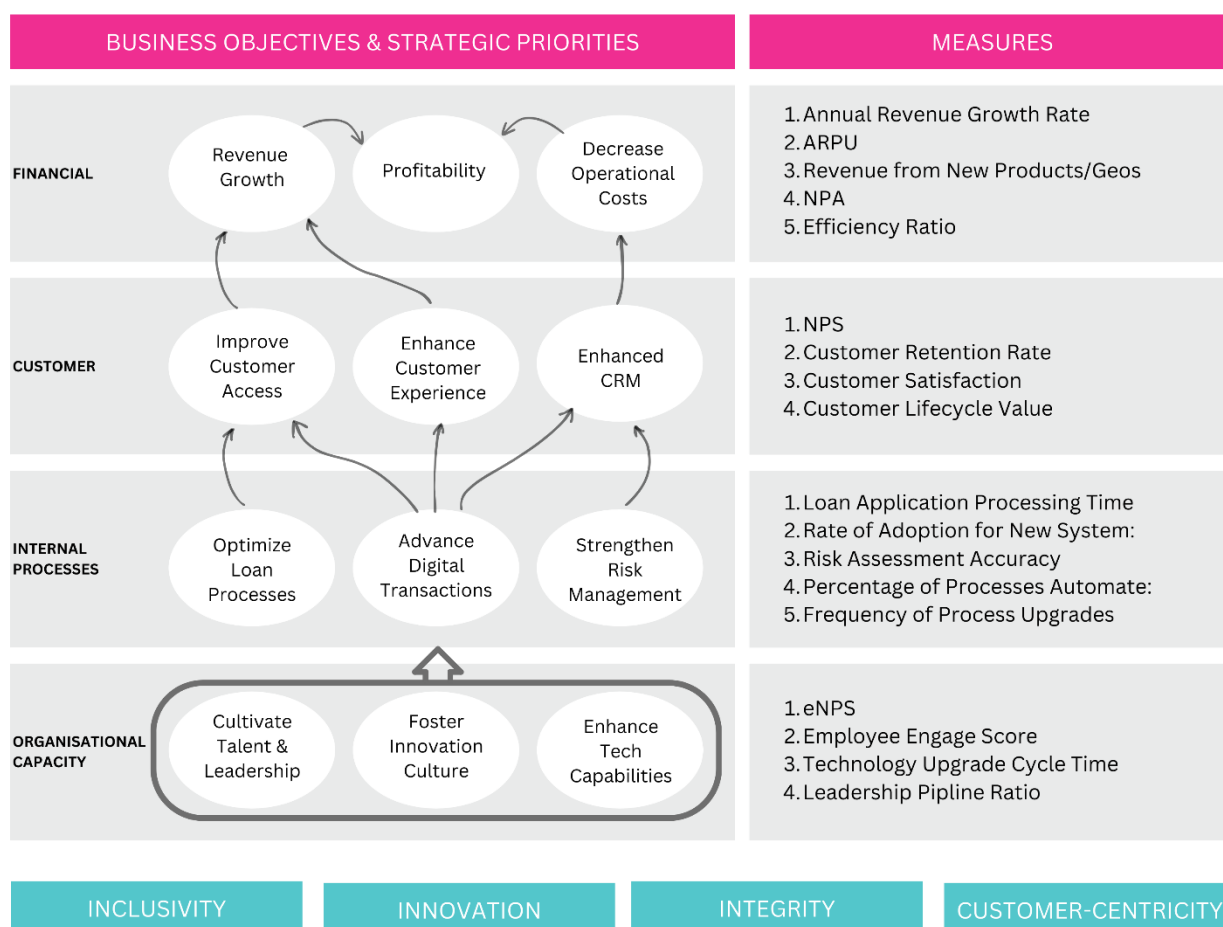 BUSINESS OBJECTIVES & STRATEGIC PRIORITIES
MEASURES
FINANCIAL
Revenue
Growth
Profitability
Decrease
Operational
Costs
1. Annual Revenue Growth Rate
2. ARPU
3. Revenue from New Products/Geos
4. NPA
5. Efficiency Ratio
CUSTOMER
Improve
Customer
Access
Enhance
Customer
Experience
Enhanced
CRM
1. NPS
2. Customer Retention Rate
3. Customer Satisfaction
4. Customer Lifecycle Value
INTERNAL
PROCESSES
Optimize
Loan
Processes
Advance
Digital
Transactions
Strengthen
Risk
Management
1. Loan Application Processing Time
2. Rate of Adoption for New System:
3. Risk Assessment Accuracy
4. Percentage of Processes Automate:
5. Frequency of Process Upgrades
ORGANISATIONAL
CAPACITY
Cultivate
Talent &
Leadership
Foster
Innovation
Culture
Enhance
Tech
Capabilities
1. eNPS
2. Employee Engage Score
3. Technology Upgrade Cycle Time
4. Leadership Pipline Ratio
INCLUSIVITY
INNOVATION
INTEGRITY
CUSTOMER-CENTRICITY